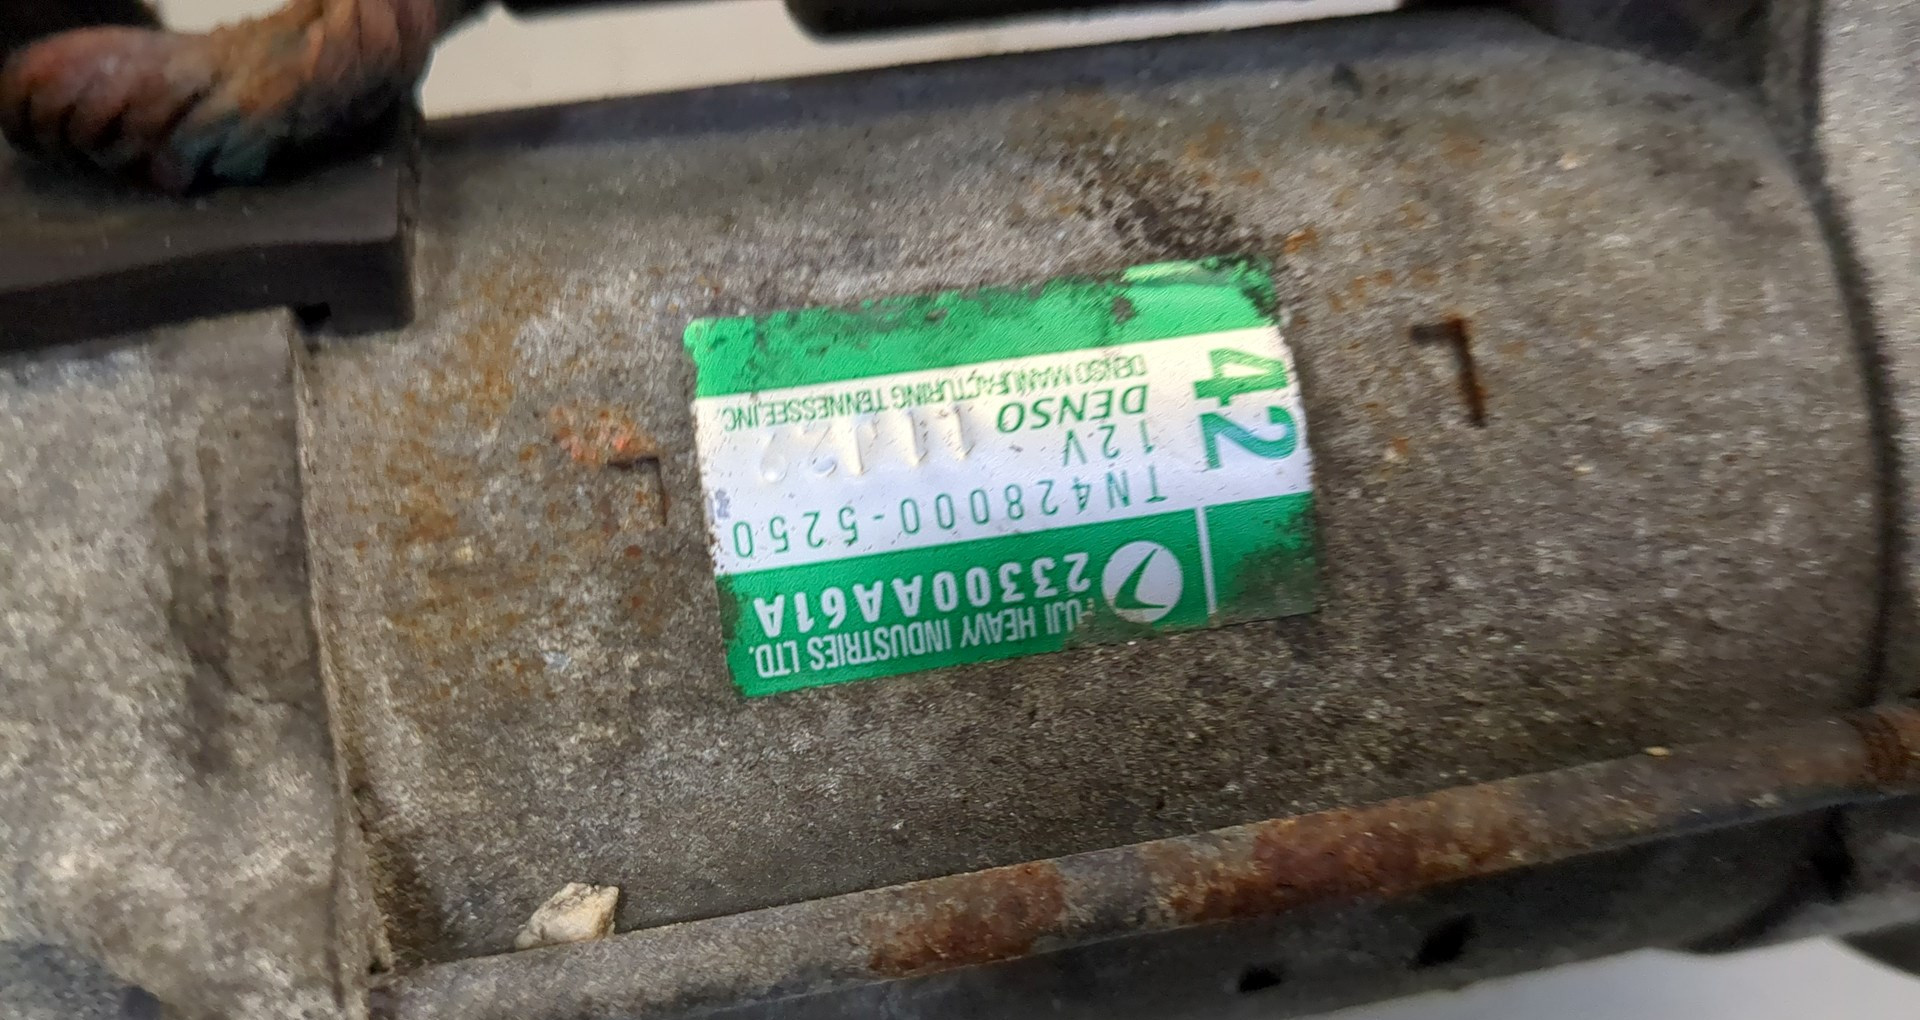 FUJI HEAVY INDUSTRIES LTD.
23300AA61A
TN428000-5250
12V
DENSO
DENSO MANUFACTURING TENNESSEE, INC.
42